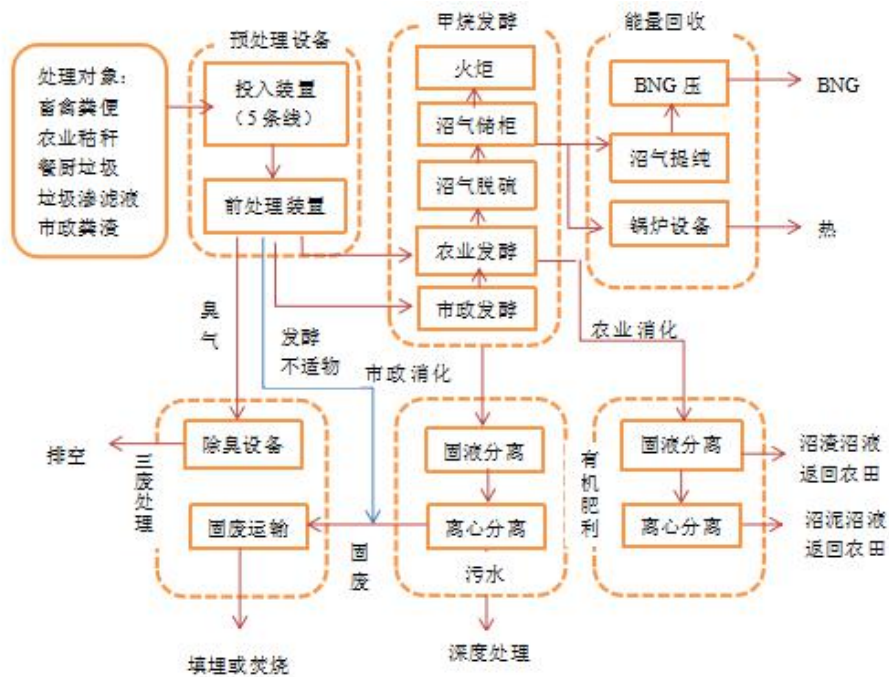 预处理设备
甲烷发酵
能量回收
处理对象：
畜禽粪便
农业秸秆
餐厨垃圾
垃圾渗滤液
市政粪渣
投入装置
（5条线）
前处理装置
火炬
沼气储柜
沼气脱硫
农业发酵
市政发酵
BNG 压
沼气提纯
锅炉设备
BNG
热
臭气
发酵
不适物
市政消化
农业消化
排空
三废处理
除臭设备
固废运输
固废
固液分离
离心分离
污水
有机肥利
固液分离
离心分离
沼渣沼液
返回农田
沼泥沼液
返回农田
填埋或焚烧
深度处理